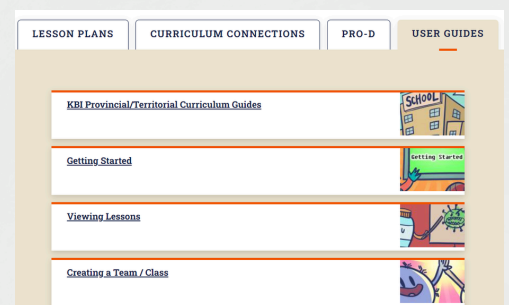 LESSON PLANS
CURRICULUM CONNECTIONS
PRO-D
USER GUIDES
KBI Provincial/Territorial Curriculum Guides
SCHOOL
Getting Started
Getting Started
Viewing Lessons
Creating a Team / Class